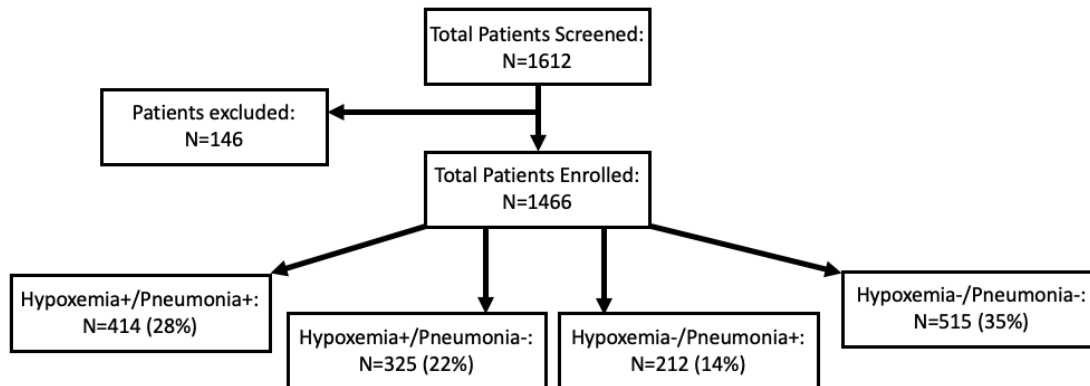 Total Patients Screened:
N=1612
Patients excluded:
N=146
Total Patients Enrolled:
N=1466
Hypoxemia+/Pneumonia+:
N=414 (28%)
Hypoxemia+/Pneumonia-:
N=325 (22%)
Hypoxemia-/Pneumonia+:
N=212 (14%)
Hypoxemia-/Pneumonia-:
N=515 (35%)